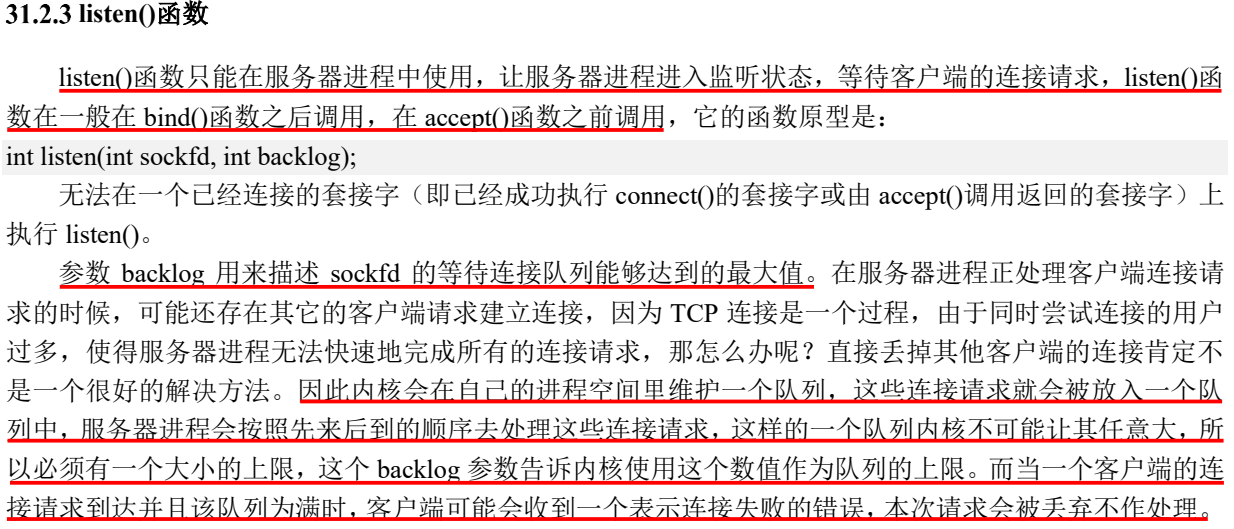 31.2.3 listen()函数
listen()函数只能在服务器进程中使用，让服务器进程进入监听状态，等待客户端的连接请求，listen()函
数在一般在 bind()函数之后调用，在 accept()函数之前调用，它的函数原型是：
int listen(int sockfd, int backlog);
无法在一个已经连接的套接字（即已经成功执行 connect()的套接字或由 accept()调用返回的套接字）上
执行 listen()。
参数 backlog 用来描述 sockfd 的等待连接队列能够达到的最大值。在服务器进程正处理客户端连接请
求的时候，可能还存在其它的客户端请求建立连接，因为 TCP 连接是一个过程，由于同时尝试连接的用户
过多，使得服务器进程无法快速地完成所有的连接请求，那怎么办呢？直接丢掉其他客户端的连接肯定不
是一个很好的解决方法。因此内核会在自己的进程空间里维护一个队列，这些连接请求就会被放入一个队
列中，服务器进程会按照先来后到的顺序去处理这些连接请求，这样的一个队列内核不可能让其任意大，所
以必须有一个大小的上限，这个 backlog 参数告诉内核使用这个数值作为队列的上限。而当一个客户端的连
接请求到达并且该队列为满时，客户端可能会收到一个表示连接失败的错误，本次请求会被丢弃不作处理。